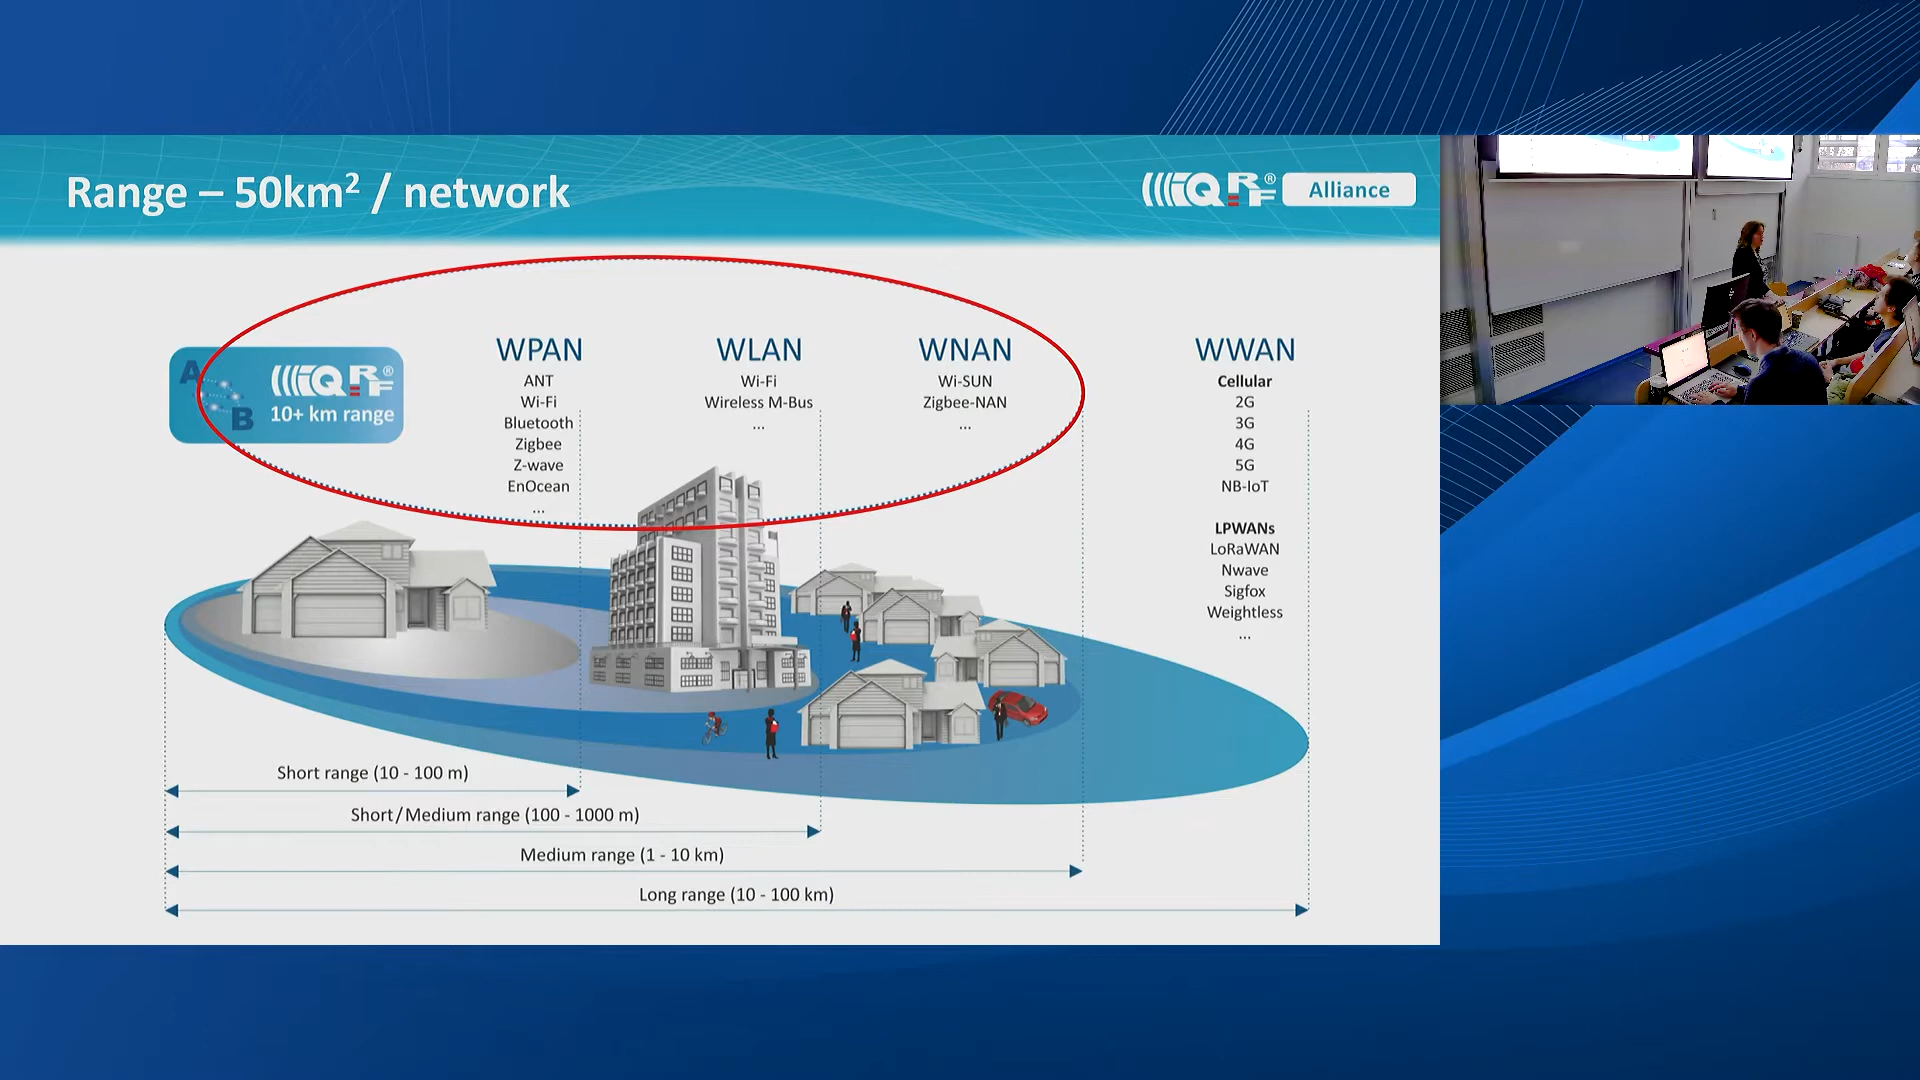 Range – 50km² / network
IQRF® Alliance
A
B
IQRF®
10+ km range
WPAN
ANT
Wi-Fi
Bluetooth
Zigbee
Z-wave
EnOcean
...
WLAN
Wi-Fi
Wireless M-Bus
...
WNAN
Wi-SUN
Zigbee-NAN
...
WWAN
Cellular
2G
3G
4G
5G
NB-IoT
LPWANs
LoRaWAN
Nwave
Sigfox
Weightless
...
Short range (10 - 100 m)
Short/Medium range (100 - 1000 m)
Medium range (1 - 10 km)
Long range (10 - 100 km)